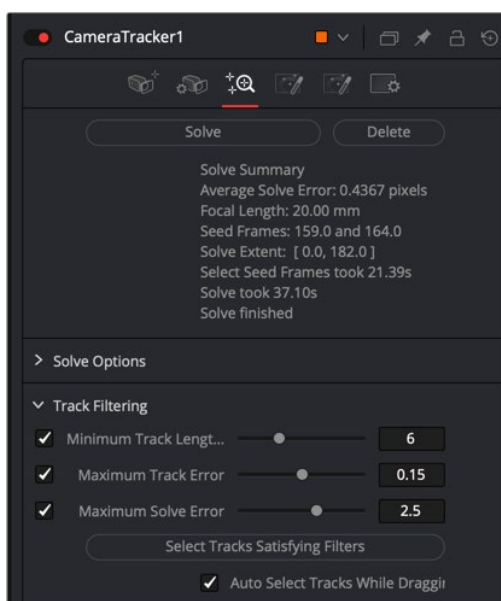 CameraTracker1
Solve
Delete
Solve Summary
Average Solve Error: 0.4367 pixels
Focal Length: 20.00 mm
Seed Frames: 159.0 and 164.0
Solve Extent: [ 0.0, 182.0 ]
Select Seed Frames took 21.39s
Solve took 37.10s
Solve finished
Solve Options
Track Filtering
Minimum Track Lengt... 6
Maximum Track Error 0.15
Maximum Solve Error 2.5
Select Tracks Satisfying Filters
Auto Select Tracks While Draggin